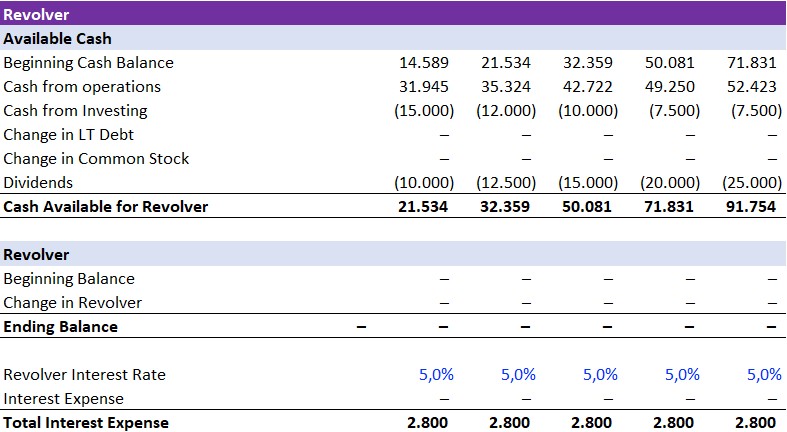 Revolver
Available Cash
Beginning Cash Balance 14.589 21.534 32.359 50.081 71.831
Cash from operations 31.945 35.324 42.722 49.250 52.423
Cash from Investing (15.000) (12.000) (10.000) (7.500) (7.500)
Change in LT Debt – – – – –
Change in Common Stock – – – – –
Dividends (10.000) (12.500) (15.000) (20.000) (25.000)
Cash Available for Revolver 21.534 32.359 50.081 71.831 91.754
Revolver
Beginning Balance – – – – –
Change in Revolver – – – – –
Ending Balance – – – – – –
Revolver Interest Rate 5,0% 5,0% 5,0% 5,0% 5,0%
Interest Expense – – – – –
Total Interest Expense 2.800 2.800 2.800 2.800 2.800